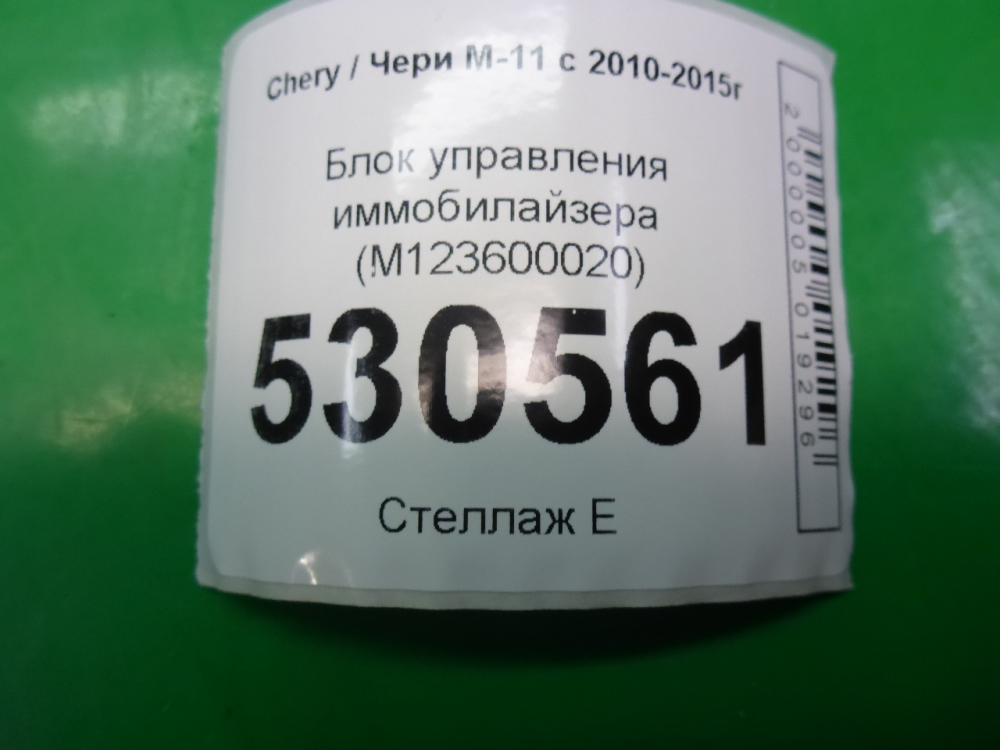 Chery / Чери М-11 с 2010-2015г
Блок управления
иммобилайзера
(M123600020)
530561
Стеллаж Е
2000005019296